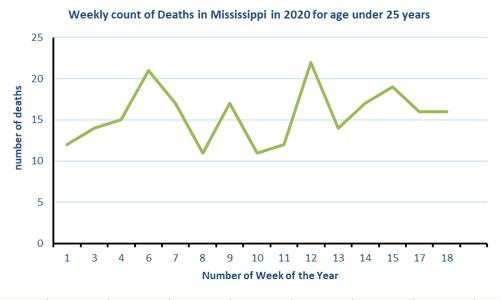 Weekly count of Deaths in Mississippi in 2020 for age under 25 years
25
20
15
10
5
0
number of deaths
1 3 4 6 7 8 9 10 11 12 13 14 15 17 18
Number of Week of the Year